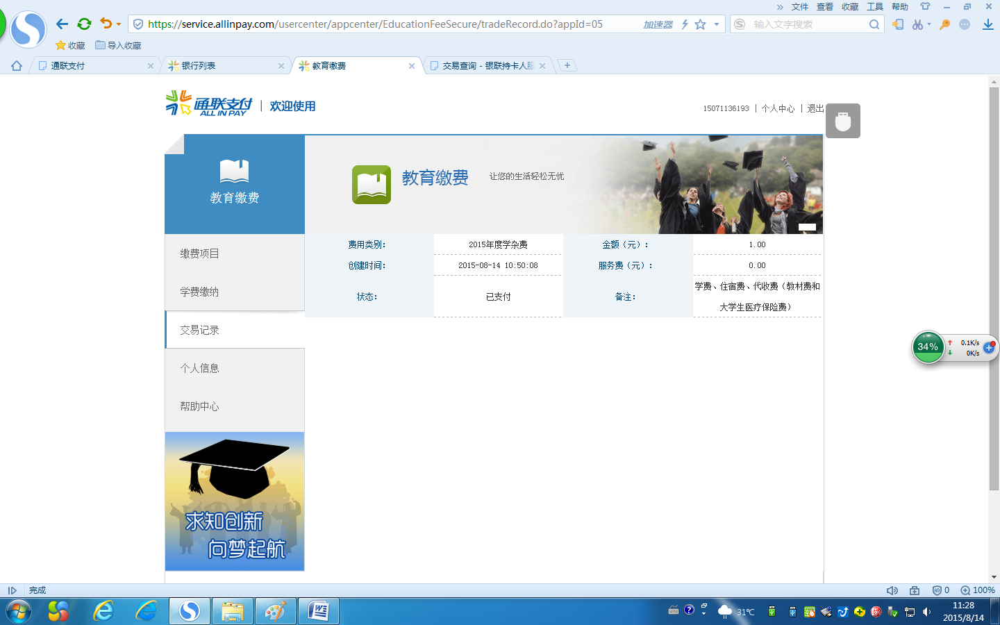 » 文件 查看 收藏 工具 帮助
https://service.allinpay.com/usercenter/appcenter/EducationFeeSecure/tradeRecord.do?appId=05 加速器 输入文字搜索
收藏 导入收藏
通联支付 银行列表 教育缴费 交易查询 - 银联持卡人服
通联支付 ALL IN PAY | 欢迎使用
15071136193 | 个人中心 | 退出
教育缴费
教育缴费 让您的生活轻松无忧
缴费项目
学费缴纳
交易记录
个人信息
帮助中心
费用类别: 2015年度学杂费 金额（元）: 1.00
创建时间: 2015-08-14 10:50:08 服务费（元）: 0.00
状态: 已支付 备注: 学费、住宿费、代收费（教材费和
大学生医疗保险费）
34% 0.1K/s
0K/s
求知创新
向梦起航
完成 0 100%
31℃ 11:28
2015/8/14